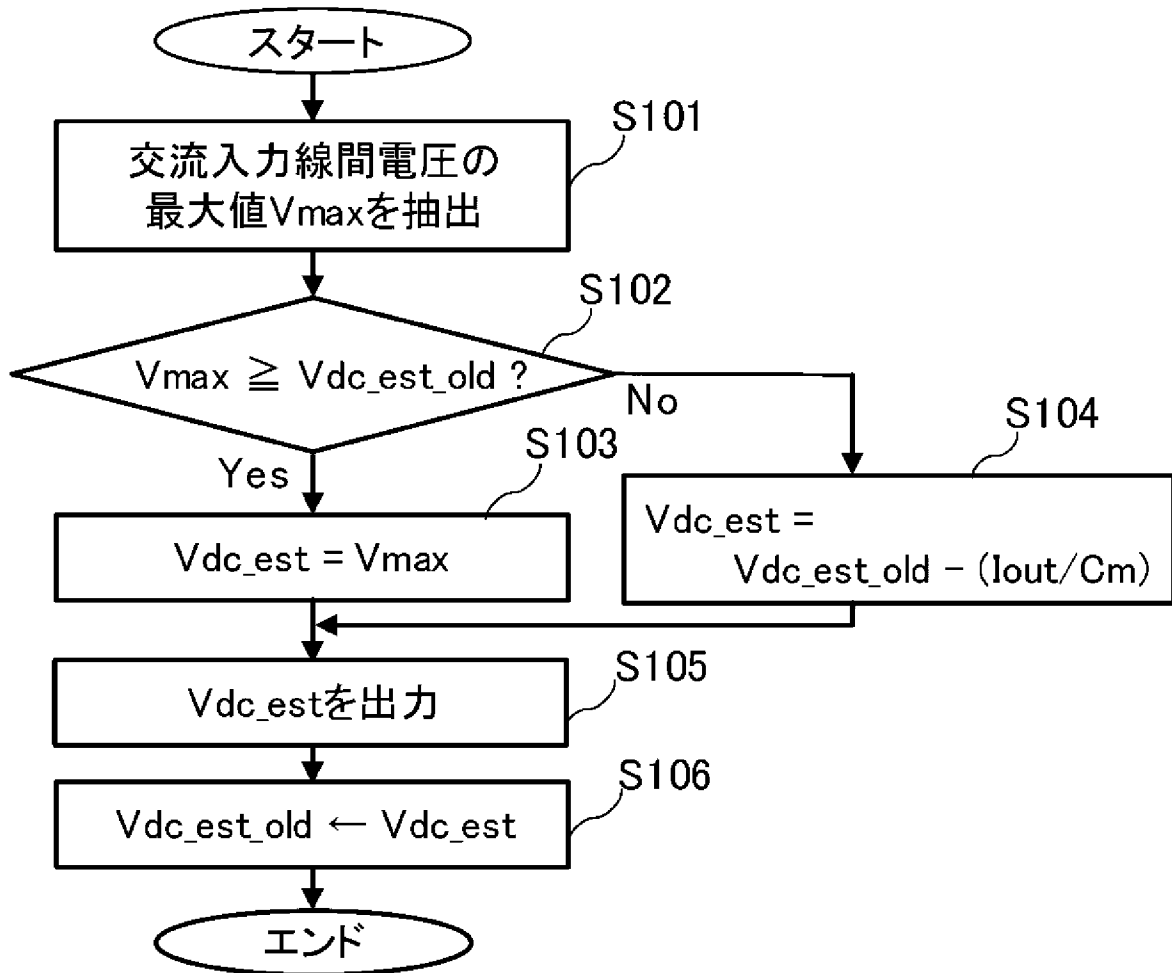 スタート
S101
交流入力線間電圧の
最大値Vmaxを抽出
S102
Vmax ≧ Vdc_est_old ?
No
Yes
S103
S104
Vdc_est = Vmax
Vdc_est =
Vdc_est_old - (Iout/Cm)
S105
Vdc_estを出力
S106
Vdc_est_old ← Vdc_est
エンド